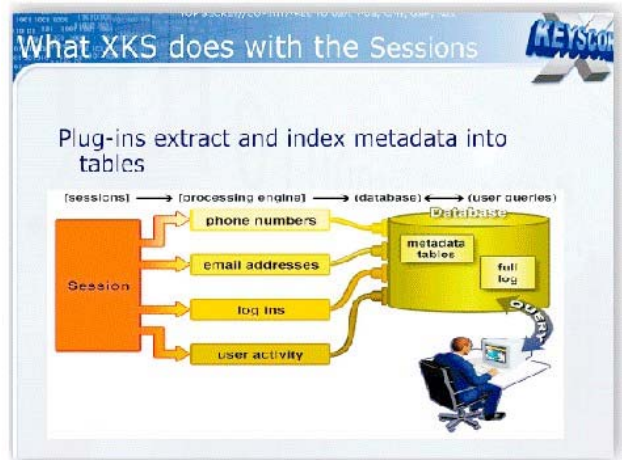 What XKS does with the Sessions
KEYSCOR
Plug-ins extract and index metadata into
tables
[sessions] → [processing engine] → (database) ↔ (user queries)
phone numbers
email addresses
log ins
user activity
Session
Database
metadata
tables
full
log
QUERY